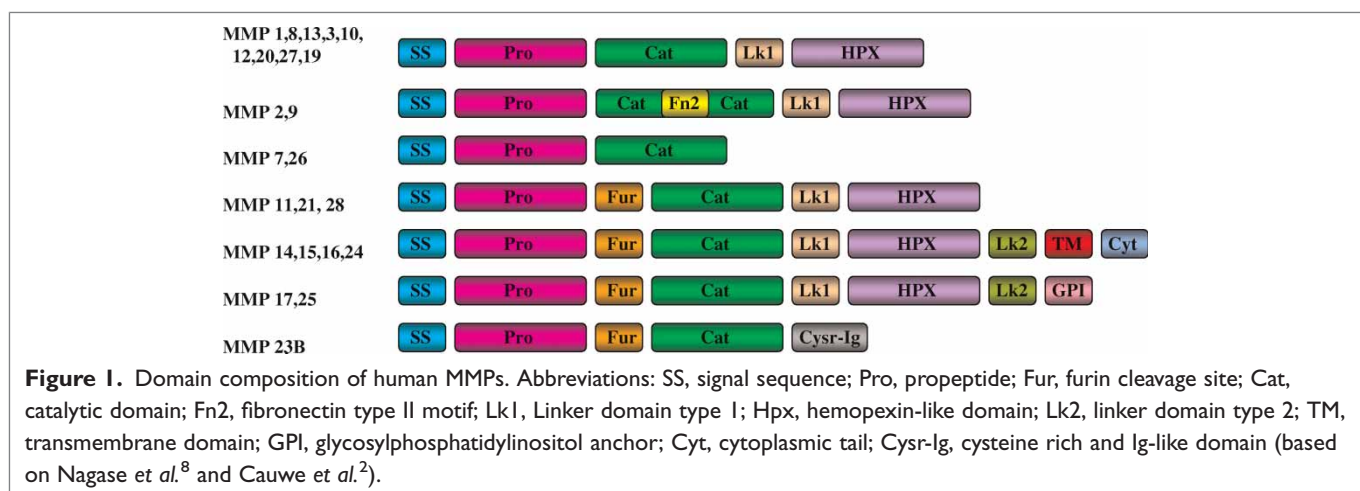 MMP 1,8,13,3,10,
12,20,27,19
SS Pro Cat Lk1 HPX
MMP 2,9
SS Pro Cat Fn2 Cat Lk1 HPX
MMP 7,26
SS Pro Cat
MMP 11,21, 28
SS Pro Fur Cat Lk1 HPX
MMP 14,15,16,24
SS Pro Fur Cat Lk1 HPX Lk2 TM Cyt
MMP 17,25
SS Pro Fur Cat Lk1 HPX Lk2 GPI
MMP 23B
SS Pro Fur Cat Cysr-Ig
Figure 1. Domain composition of human MMPs. Abbreviations: SS, signal sequence; Pro, propeptide; Fur, furin cleavage site; Cat,
catalytic domain; Fn2, fibronectin type II motif; Lk1, Linker domain type 1; Hpx, hemopexin-like domain; Lk2, linker domain type 2; TM,
transmembrane domain; GPI, glycosylphosphatidylinositol anchor; Cyt, cytoplasmic tail; Cysr-Ig, cysteine rich and Ig-like domain (based
on Nagase et al.8 and Cauwe et al.2).